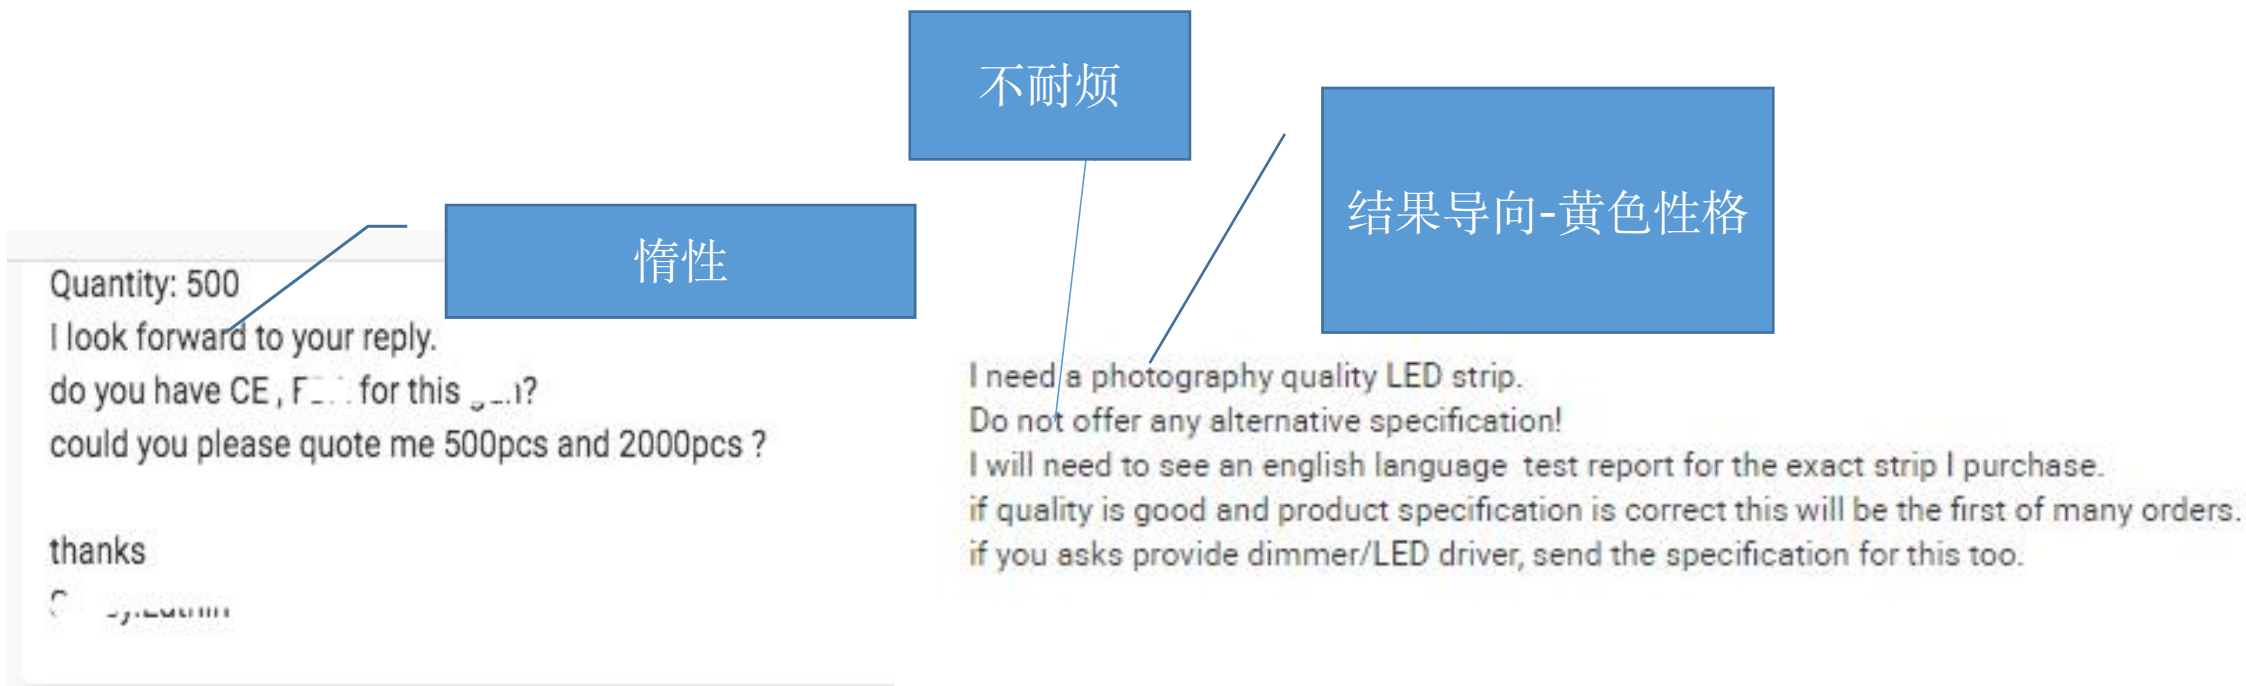 不耐烦
结果导向-黄色性格
惰性
Quantity: 500
I look forward to your reply.
do you have CE, for this ?
could you please quote me 500pcs and 2000pcs ?
thanks
I need a photography quality LED strip.
Do not offer any alternative specification!
I will need to see an english language test report for the exact strip I purchase.
if quality is good and product specification is correct this will be the first of many orders.
if you asks provide dimmer/LED driver, send the specification for this too.